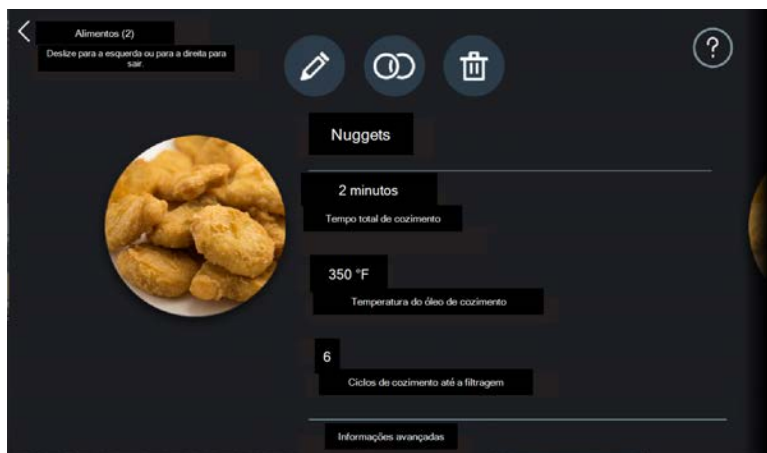 Alimentos (2)
Deslize para a esquerda ou para a direita para
sair.
?
Nuggets
2 minutos
Tempo total de cozimento
350 °F
Temperatura do óleo de cozimento
6
Ciclos de cozimento até a filtragem
Informações avançadas